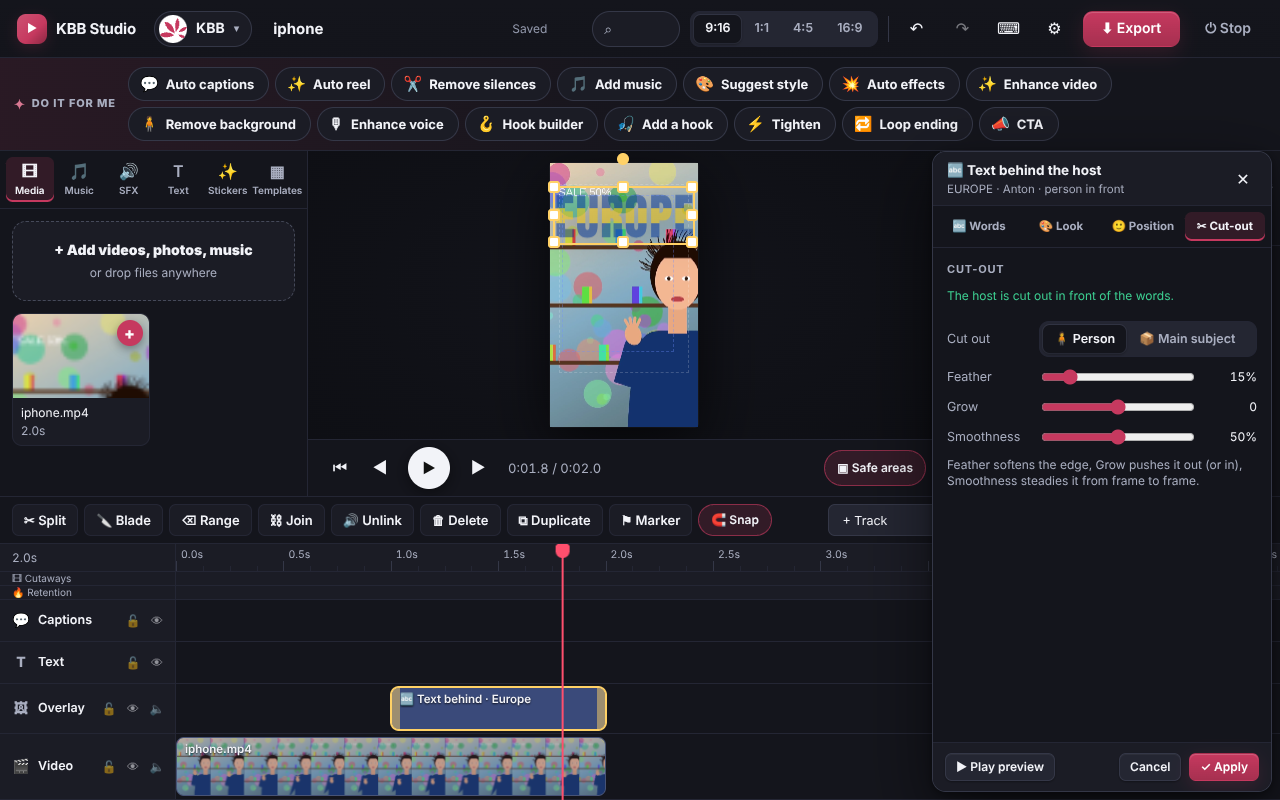 KBB Studio
KBB
iphone
Saved
9:16
1:1
4:5
16:9
Export
Stop
DO IT FOR ME
Auto captions
Auto reel
Remove silences
Add music
Suggest style
Auto effects
Enhance video
Remove background
Enhance voice
Hook builder
Add a hook
Tighten
Loop ending
CTA
Media
Music
SFX
Text
Stickers
Templates
+ Add videos, photos, music
or drop files anywhere
iphone.mp4
2.0s
SALE 50%
EUROPE
0:01.8 / 0:02.0
Safe areas
Text behind the host
EUROPE · Anton · person in front
Words
Look
Position
Cut-out
CUT-OUT
The host is cut out in front of the words.
Cut out
Person
Main subject
Feather
15%
Grow
0
Smoothness
50%
Feather softens the edge, Grow pushes it out (or in),
Smoothness steadies it from frame to frame.
Play preview
Cancel
✓ Apply
Split
Blade
Range
Join
Unlink
Delete
Duplicate
Marker
Snap
+ Track
2.0s
0.0s
0.5s
1.0s
1.5s
2.0s
2.5s
3.0s
Cutaways
Retention
Captions
Text
Overlay
Text behind · Europe
Video
iphone.mp4